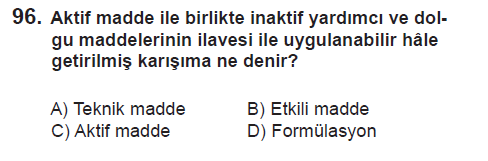 96. Aktif madde ile birlikte inaktif yardımcı ve dol-
gu maddelerinin ilavesi ile uygulanabilir hâle
getirilmiş karışıma ne denir?
A) Teknik madde B) Etkili madde
C) Aktif madde D) Formülasyon